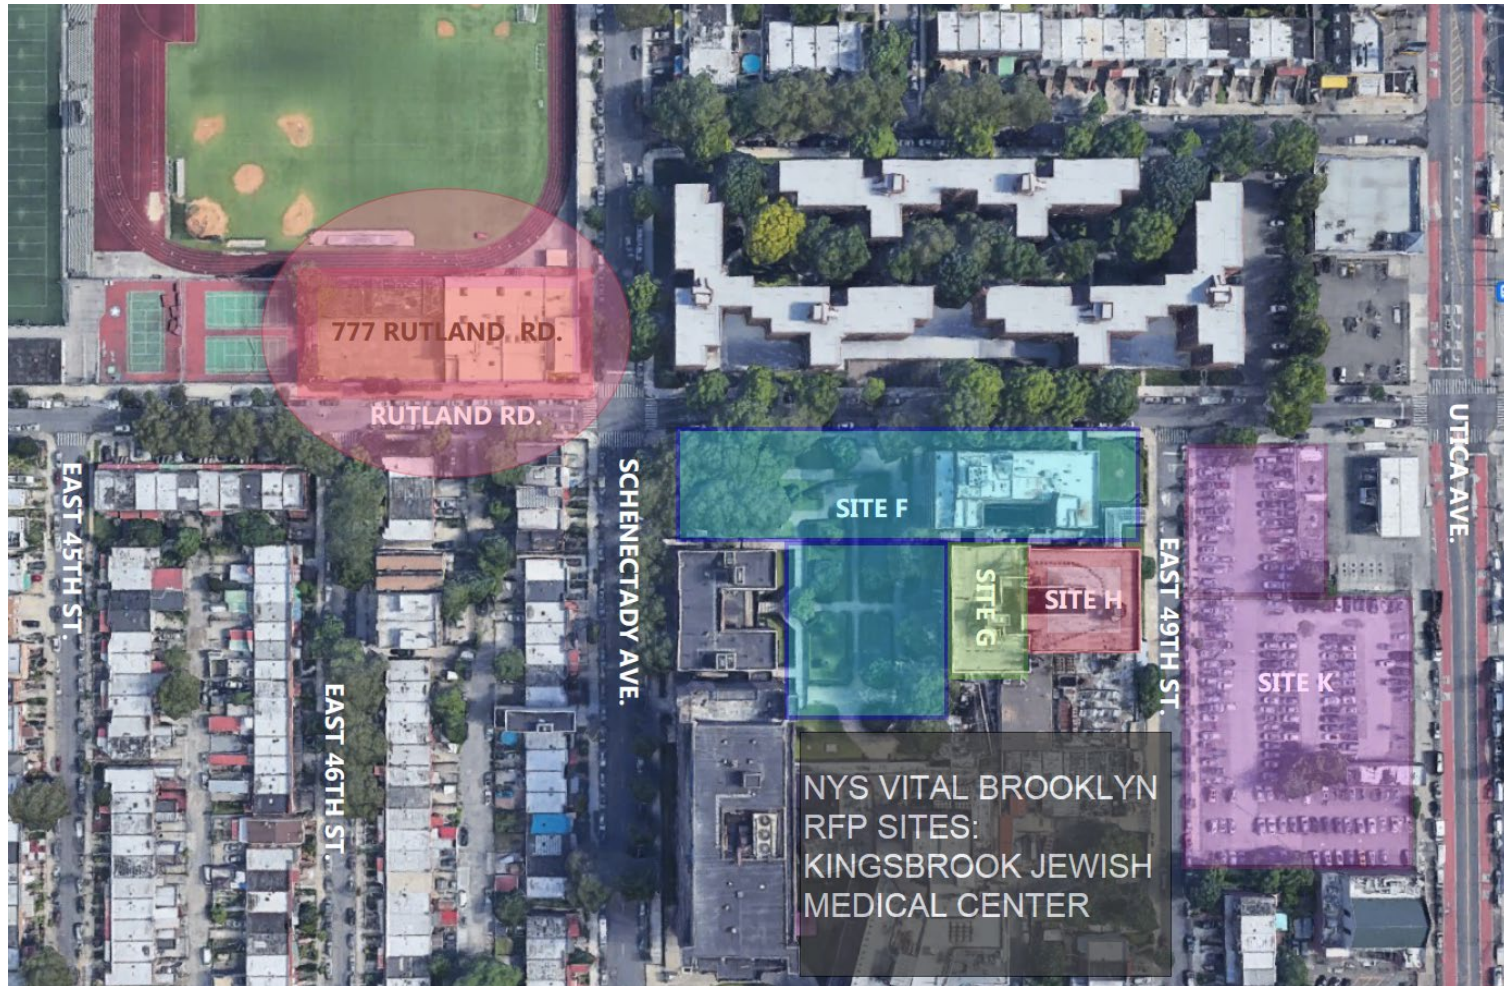 777 RUTLAND RD.
RUTLAND RD.
UTICA AVE.
EAST 45TH ST.
SCHENECTADY AVE.
SITE F
EAST 49TH ST.
SITE G
SITE H
SITE K
EAST 46TH ST.
NYS VITAL BROOKLYN
RFP SITES:
KINGSBROOK JEWISH
MEDICAL CENTER